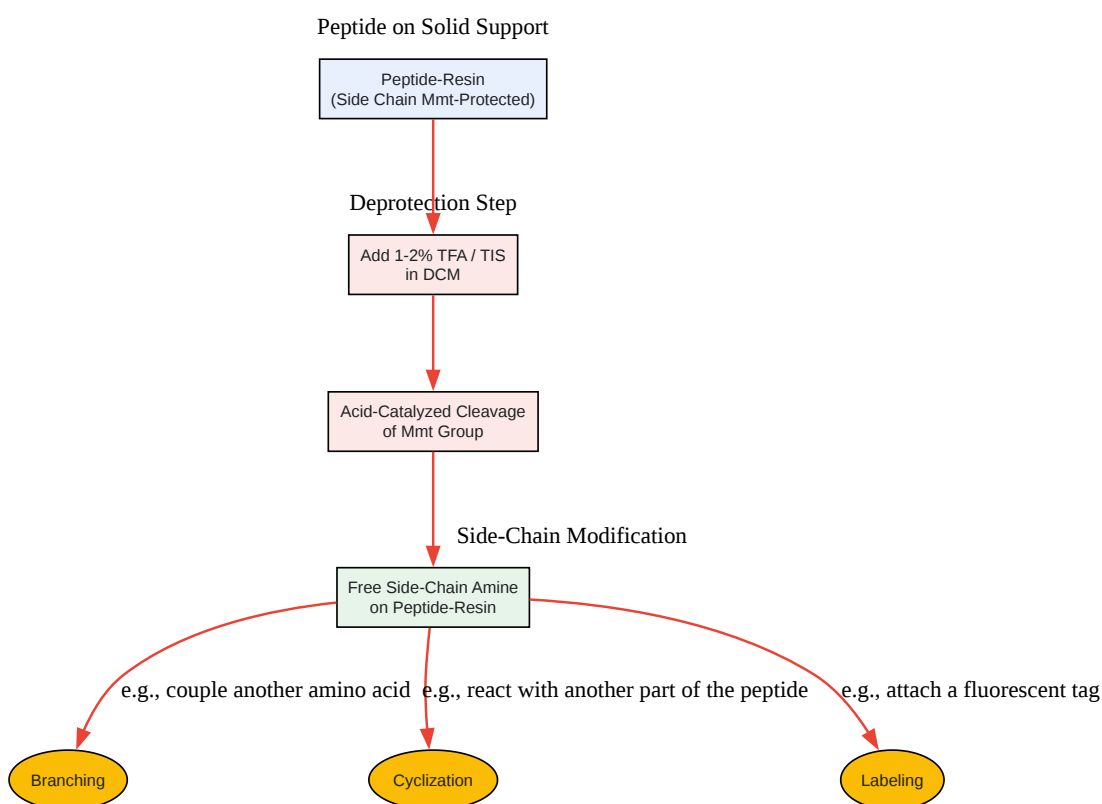 Peptide on Solid Support
Peptide-Resin
(Side Chain Mmt-Protected)
Deprotection Step
Add 1-2% TFA / TIS
in DCM
Acid-Catalyzed Cleavage
of Mmt Group
Side-Chain Modification
Free Side-Chain Amine
on Peptide-Resin
e.g., couple another amino acid
e.g., react with another part of the peptide
e.g., attach a fluorescent tag
Branching
Cyclization
Labeling